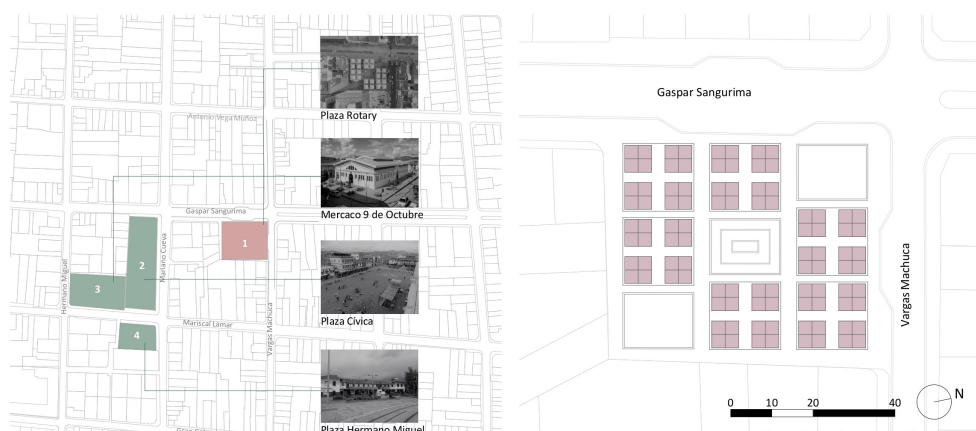 Antonio Vega Muñoz
Gaspar Sangurima
Hermano Miguel
Mariano Cueva
Mariscal Lamar
Vargas Machuca
1
2
3
4
Plaza Rotary
Mercaco 9 de Octubre
Plaza Cívica
Plaza Hermano Miguel
Gaspar Sangurima
Vargas Machuca
0 10 20 40
N